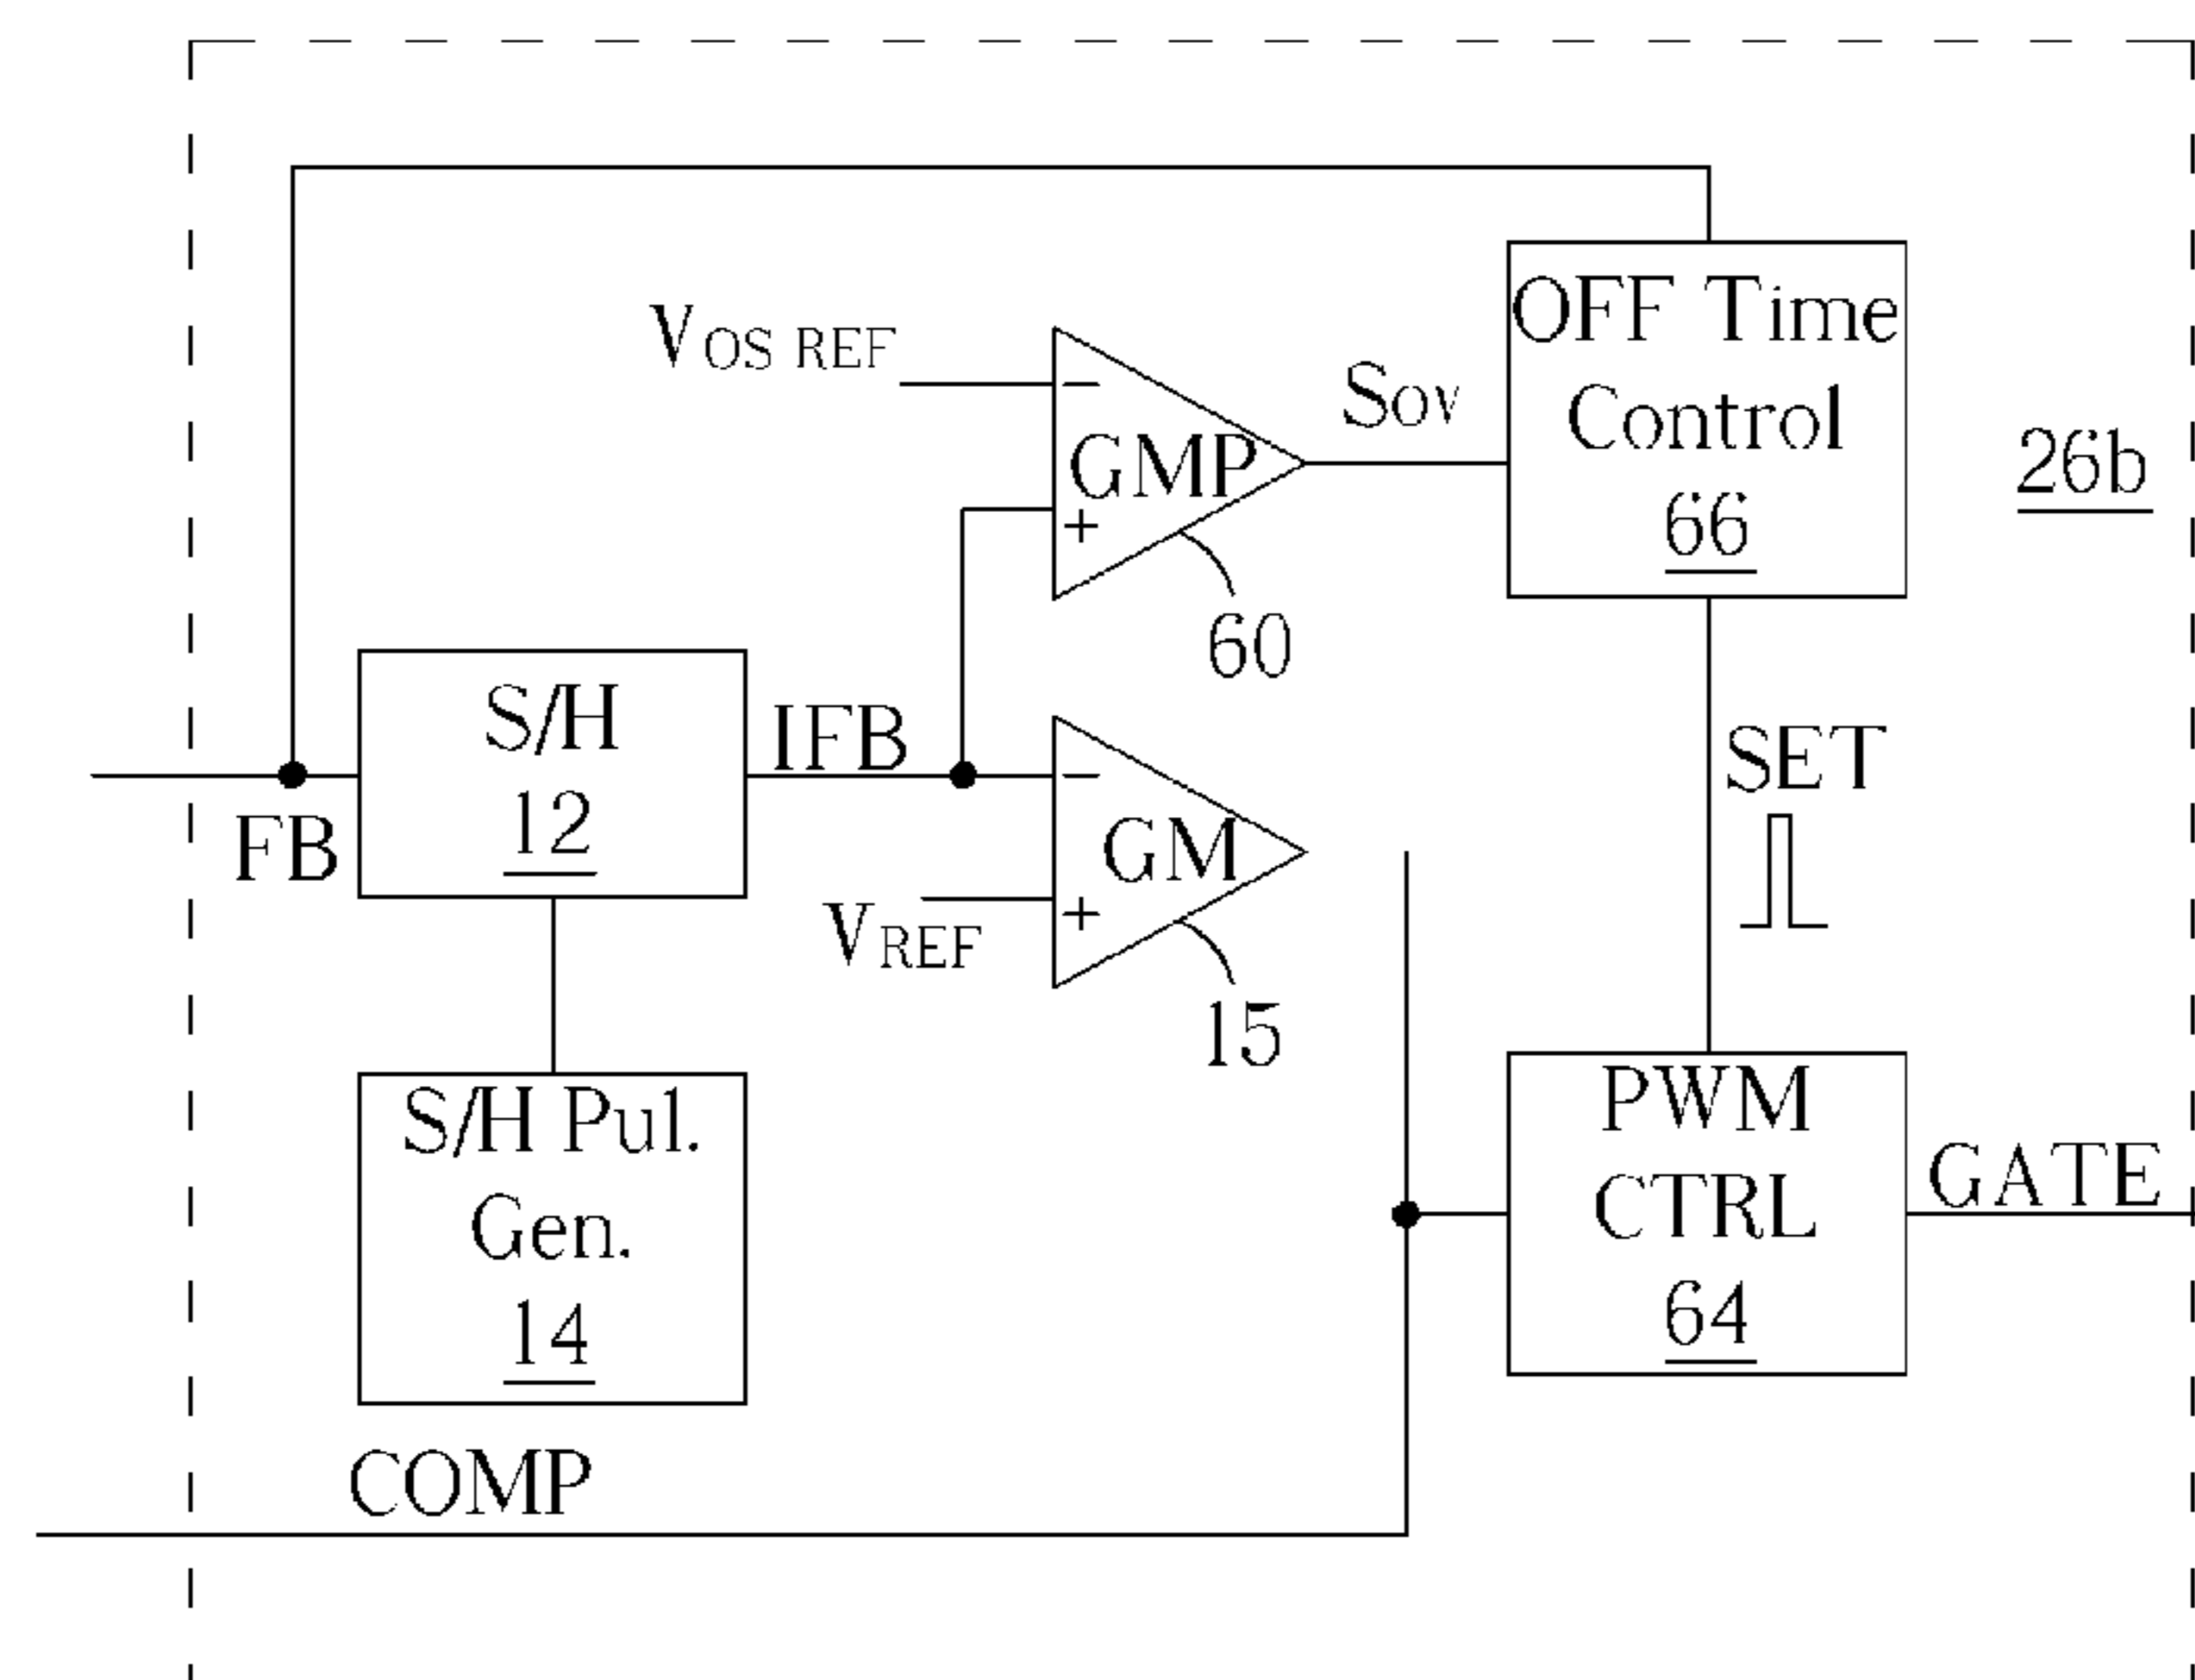 VOS REF
GMP
60
SOV
OFF Time
Control
66
26b
FB
S/H
12
IFB
GM
VREF
15
SET
S/H Pul.
Gen.
14
PWM
CTRL
64
GATE
COMP
−
+
−
+